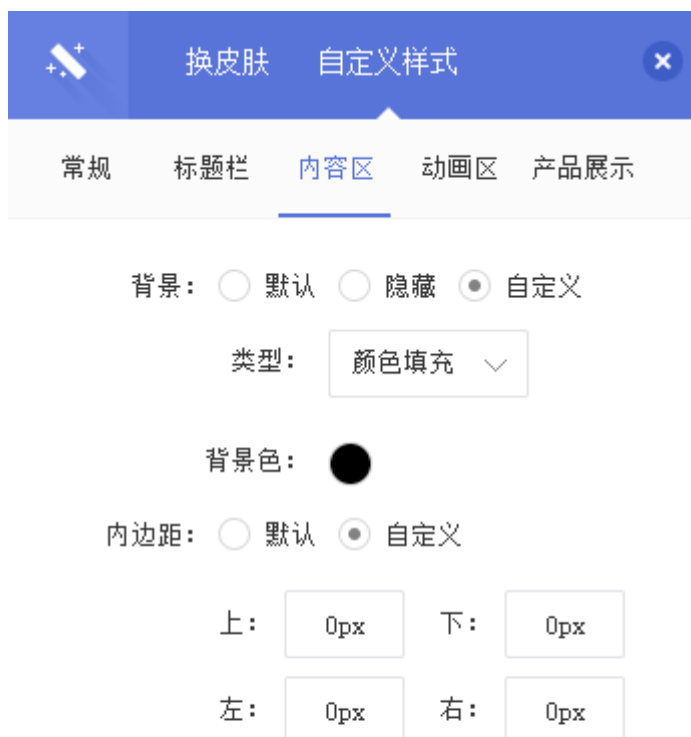 换皮肤 自定义样式
常规 标题栏 内容区 动画区 产品展示
背景: 默认 隐藏 自定义
类型: 颜色填充
背景色:
内边距: 默认 自定义
上: 0px 下: 0px
左: 0px 右: 0px